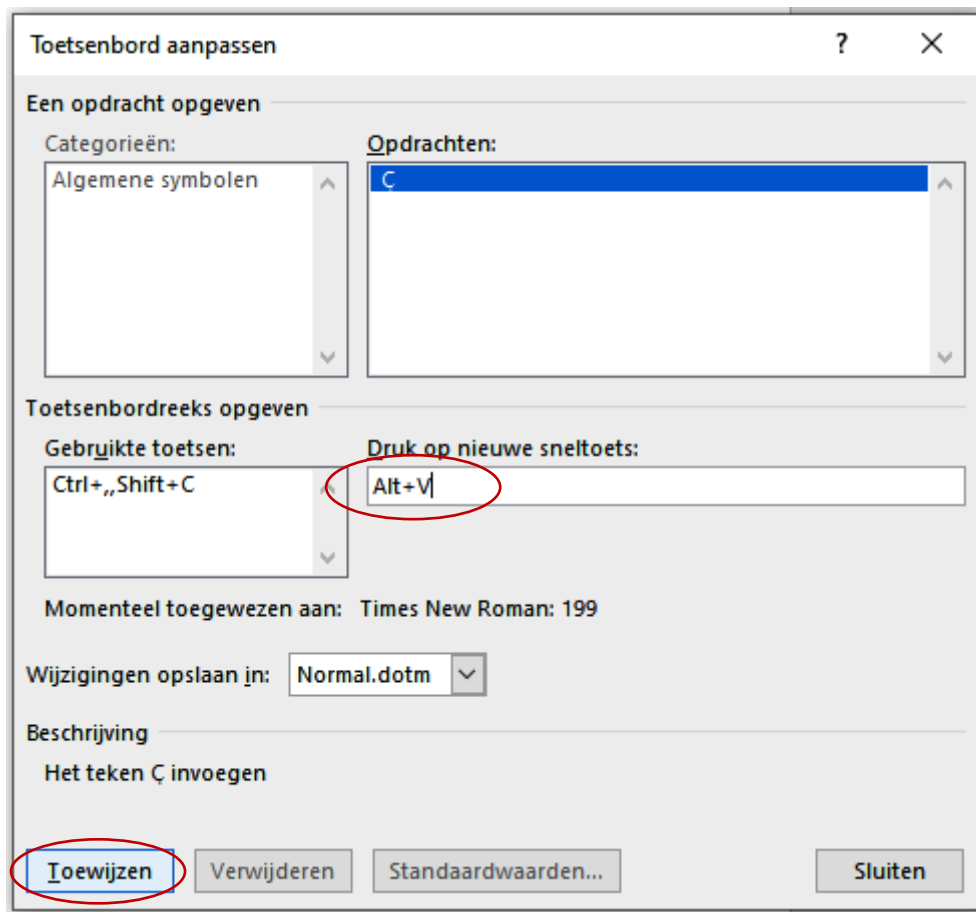 Toetsenbord aanpassen ?
Een opdracht opgeven
Categorieën: Opdrachten:
Algemene symbolen Ç
Toetsenbordreeks opgeven
Gebruikte toetsen: Druk op nieuwe sneltoets:
Ctrl+,,Shift+C Alt+V
Momenteel toegewezen aan: Times New Roman: 199
Wijzigingen opslaan in: Normal.dotm
Beschrijving
Het teken Ç invoegen
Toewijzen Verwijderen Standaardwaarden... Sluiten